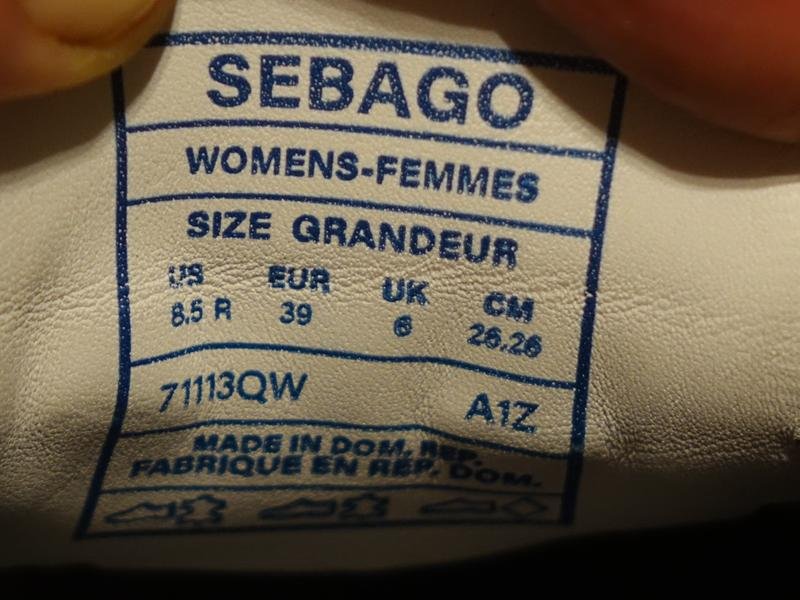 SEBAGO
WOMENS-FEMMES
SIZE GRANDEUR
US EUR UK CM
8.5 R 39 6 26.26
71113QW A1Z
MADE IN DOM. REP.
FABRIQUE EN REP. DOM.